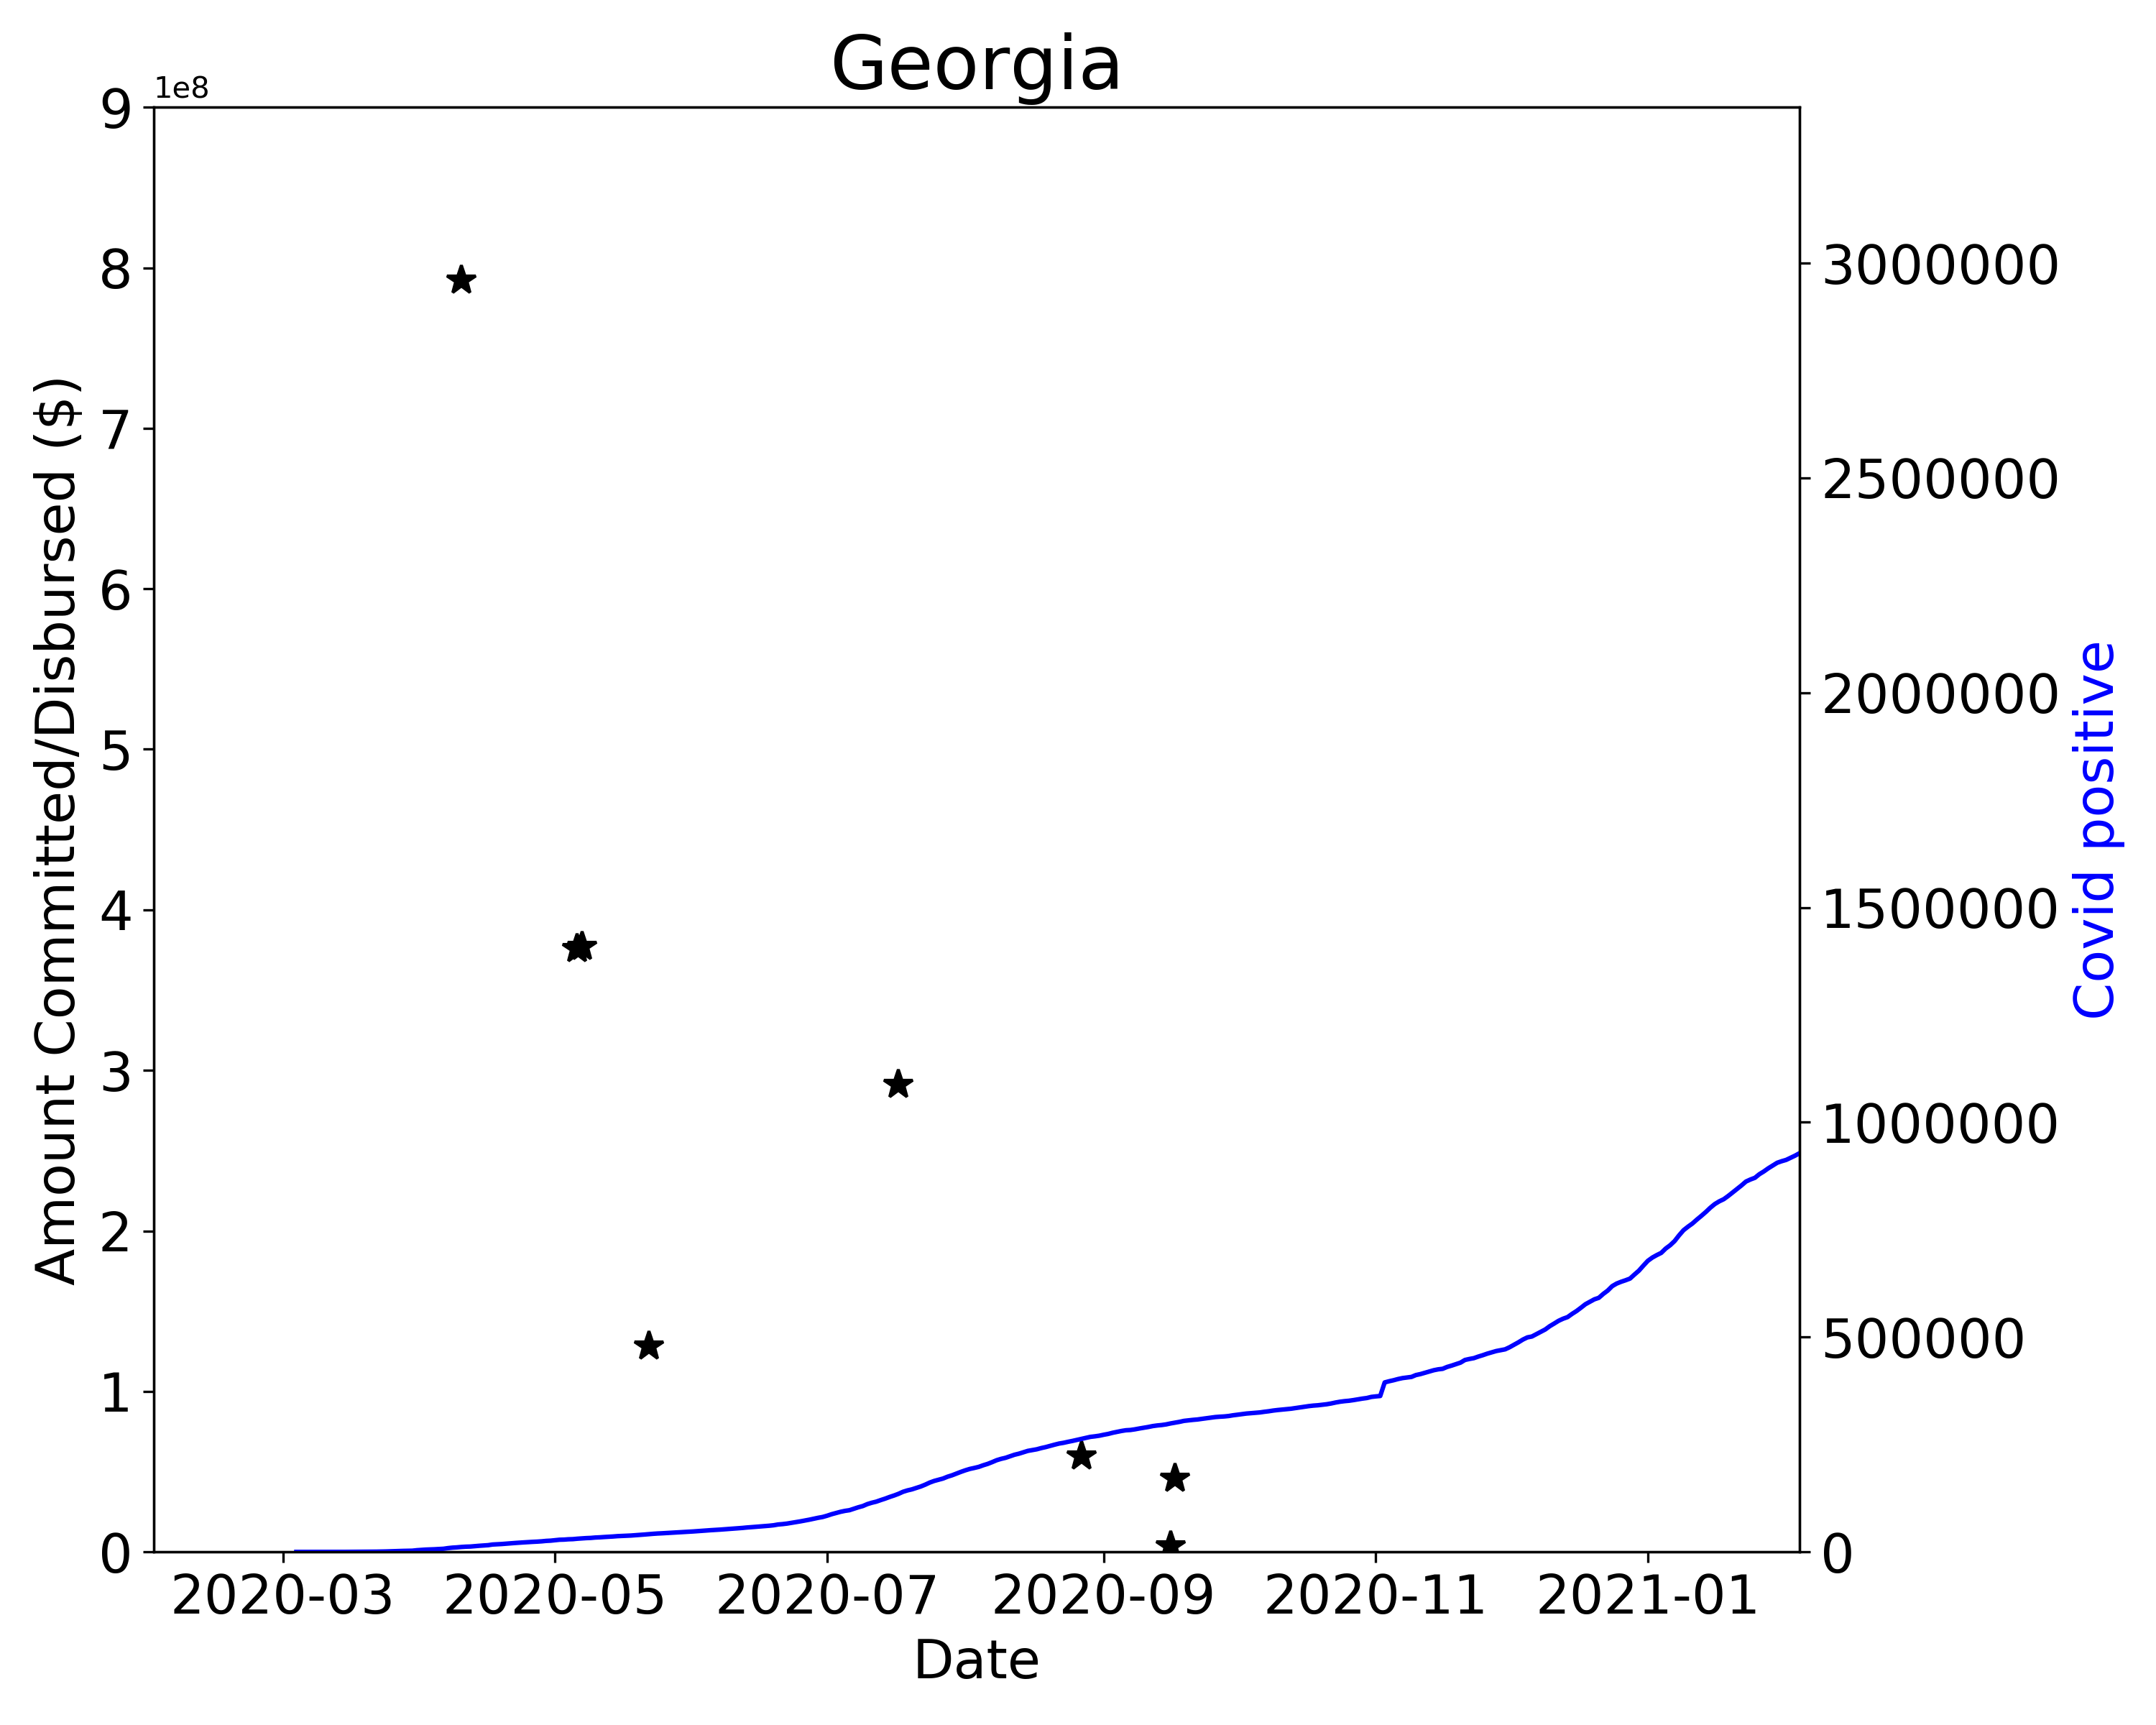 Georgia
1e8
9
8
7
6
5
4
3
2
1
0
Amount Committed/Disbursed ($)
3000000
2500000
2000000
1500000
1000000
500000
0
Covid positive
2020-03 2020-05 2020-07 2020-09 2020-11 2021-01
Date